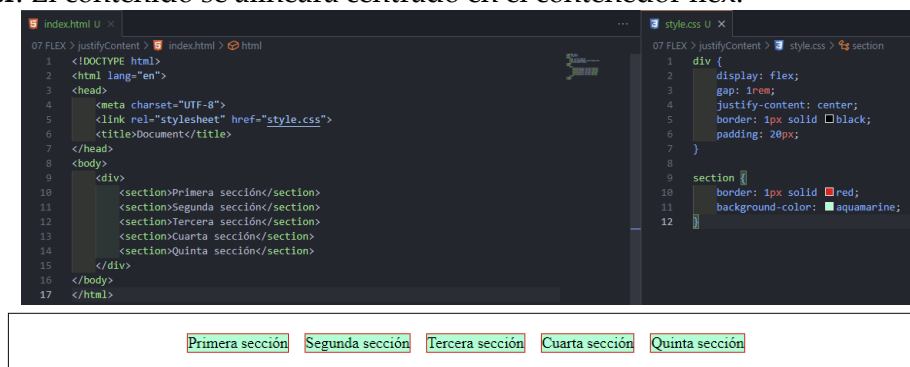 El contenido se alineará centrado en el contenedor flex.
index.html U ×
07 FLEX > justifyContent > index.html > html
1 <!DOCTYPE html>
2 <html lang="en">
3 <head>
4 <meta charset="UTF-8">
5 <link rel="stylesheet" href="style.css">
6 <title>Document</title>
7 </head>
8 <body>
9 <div>
10 <section>Primera sección</section>
11 <section>Segunda sección</section>
12 <section>Tercera sección</section>
13 <section>Cuarta sección</section>
14 <section>Quinta sección</section>
15 </div>
16 </body>
17 </html>
style.css U ×
07 FLEX > justifyContent > style.css > section
1 div {
2 display: flex;
3 gap: 1rem;
4 justify-content: center;
5 border: 1px solid black;
6 padding: 20px;
7 }
8
9 section {
10 border: 1px solid red;
11 background-color: aquamarine;
12 }
Primera sección Segunda sección Tercera sección Cuarta sección Quinta sección